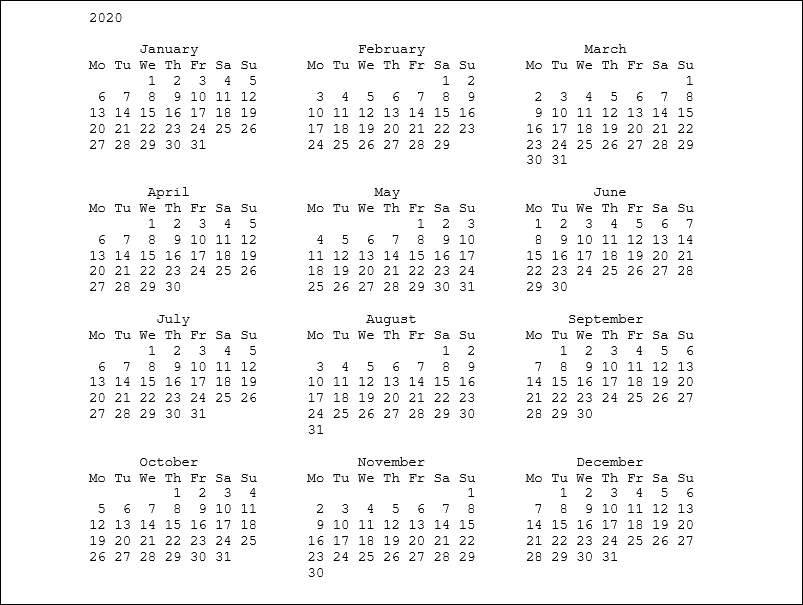 2020
      January                   February                   March
Mo Tu We Th Fr Sa Su      Mo Tu We Th Fr Sa Su      Mo Tu We Th Fr Sa Su
       1  2  3  4  5                      1  2                         1
 6  7  8  9 10 11 12       3  4  5  6  7  8  9       2  3  4  5  6  7  8
13 14 15 16 17 18 19      10 11 12 13 14 15 16       9 10 11 12 13 14 15
20 21 22 23 24 25 26      17 18 19 20 21 22 23      16 17 18 19 20 21 22
27 28 29 30 31            24 25 26 27 28 29         23 24 25 26 27 28 29
                                                    30 31
       April                      May                       June
Mo Tu We Th Fr Sa Su      Mo Tu We Th Fr Sa Su      Mo Tu We Th Fr Sa Su
       1  2  3  4  5                   1  2  3       1  2  3  4  5  6  7
 6  7  8  9 10 11 12       4  5  6  7  8  9 10       8  9 10 11 12 13 14
13 14 15 16 17 18 19      11 12 13 14 15 16 17      15 16 17 18 19 20 21
20 21 22 23 24 25 26      18 19 20 21 22 23 24      22 23 24 25 26 27 28
27 28 29 30               25 26 27 28 29 30 31      29 30
        July                     August                  September
Mo Tu We Th Fr Sa Su      Mo Tu We Th Fr Sa Su      Mo Tu We Th Fr Sa Su
       1  2  3  4  5                      1  2          1  2  3  4  5  6
 6  7  8  9 10 11 12       3  4  5  6  7  8  9       7  8  9 10 11 12 13
13 14 15 16 17 18 19      10 11 12 13 14 15 16      14 15 16 17 18 19 20
20 21 22 23 24 25 26      17 18 19 20 21 22 23      21 22 23 24 25 26 27
27 28 29 30 31            24 25 26 27 28 29 30      28 29 30
                          31
      October                   November                  December
Mo Tu We Th Fr Sa Su      Mo Tu We Th Fr Sa Su      Mo Tu We Th Fr Sa Su
          1  2  3  4                         1          1  2  3  4  5  6
 5  6  7  8  9 10 11       2  3  4  5  6  7  8       7  8  9 10 11 12 13
12 13 14 15 16 17 18       9 10 11 12 13 14 15      14 15 16 17 18 19 20
19 20 21 22 23 24 25      16 17 18 19 20 21 22      21 22 23 24 25 26 27
26 27 28 29 30 31         23 24 25 26 27 28 29      28 29 30 31
                          30